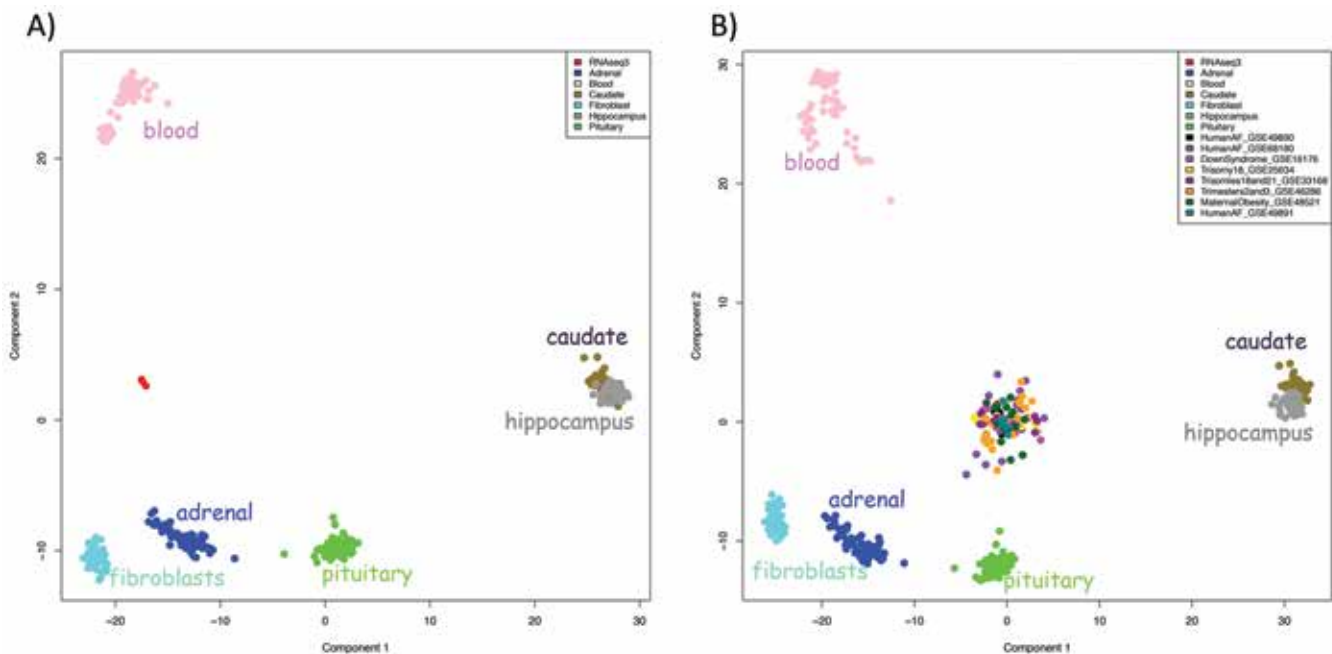 A)
RNAseq3
Adrenal
Blood
Caudate
Fibroblast
Hippocampus
Pituitary
blood
caudate
hippocampus
adrenal
fibroblasts
pituitary
Component 2
20
10
0
−10
−20
−10
0
10
20
30
Component 1
B)
RNAseq3
Adrenal
Blood
Caudate
Fibroblast
Hippocampus
Pituitary
HumanAF_GSE49890
HumanAF_GSE68180
DownSyndrome_GSE16176
Trisomy18_GSE25634
Trisomies18and21_GSE33168
Trimesters2and3_GSE46286
MaternalObesity_GSE48521
HumanAF_GSE49891
blood
caudate
hippocampus
adrenal
fibroblasts
pituitary
Component 2
30
20
10
0
−10
−20
−10
0
10
20
30
Component 1